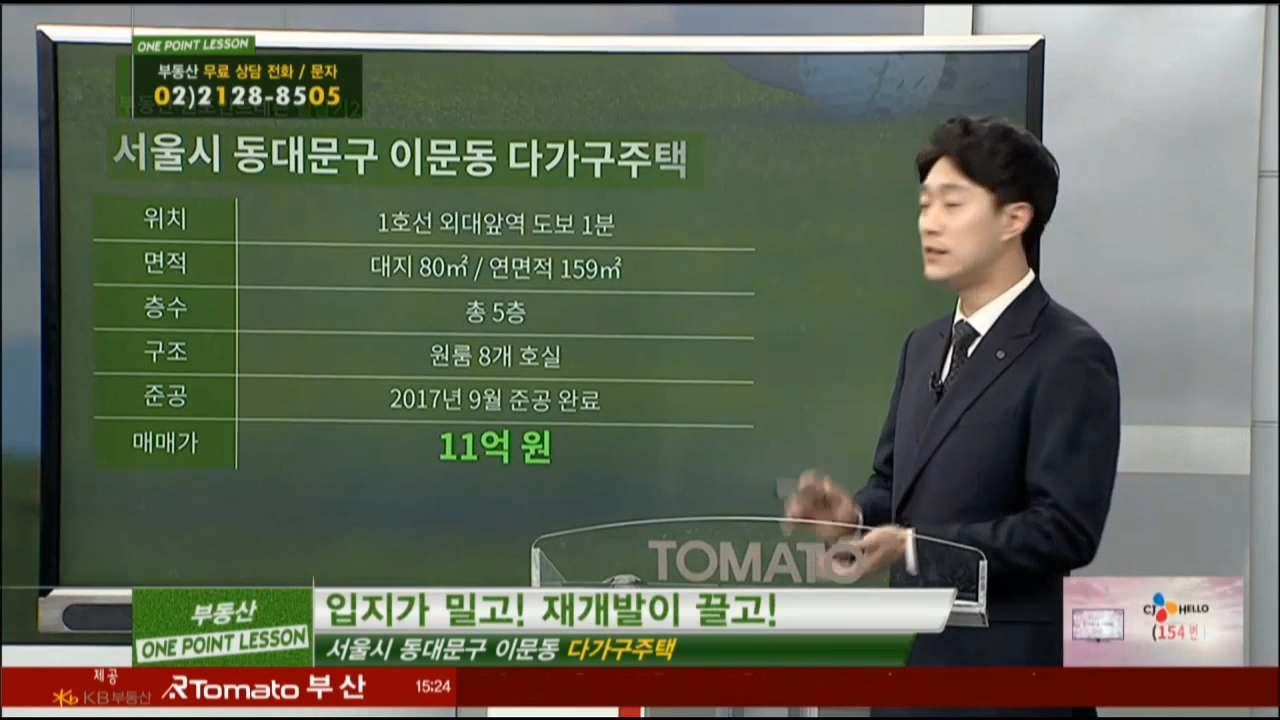 ONE POINT LESSON
부동산 무료 상담 전화 / 문자
02)2128-8505
서울시 동대문구 이문동 다가구주택
위치 1호선 외대앞역 도보 1분
면적 대지 80㎡ / 연면적 159㎡
층수 총 5층
구조 원룸 8개 호실
준공 2017년 9월 준공 완료
매매가 11억 원
TOMATO
부동산
ONE POINT LESSON
입지가 밀고! 재개발이 끌고!
서울시 동대문구 이문동 다가구주택
CJ HELLO
(154 번
제공
KB부동산
RTomato 부산
15:24